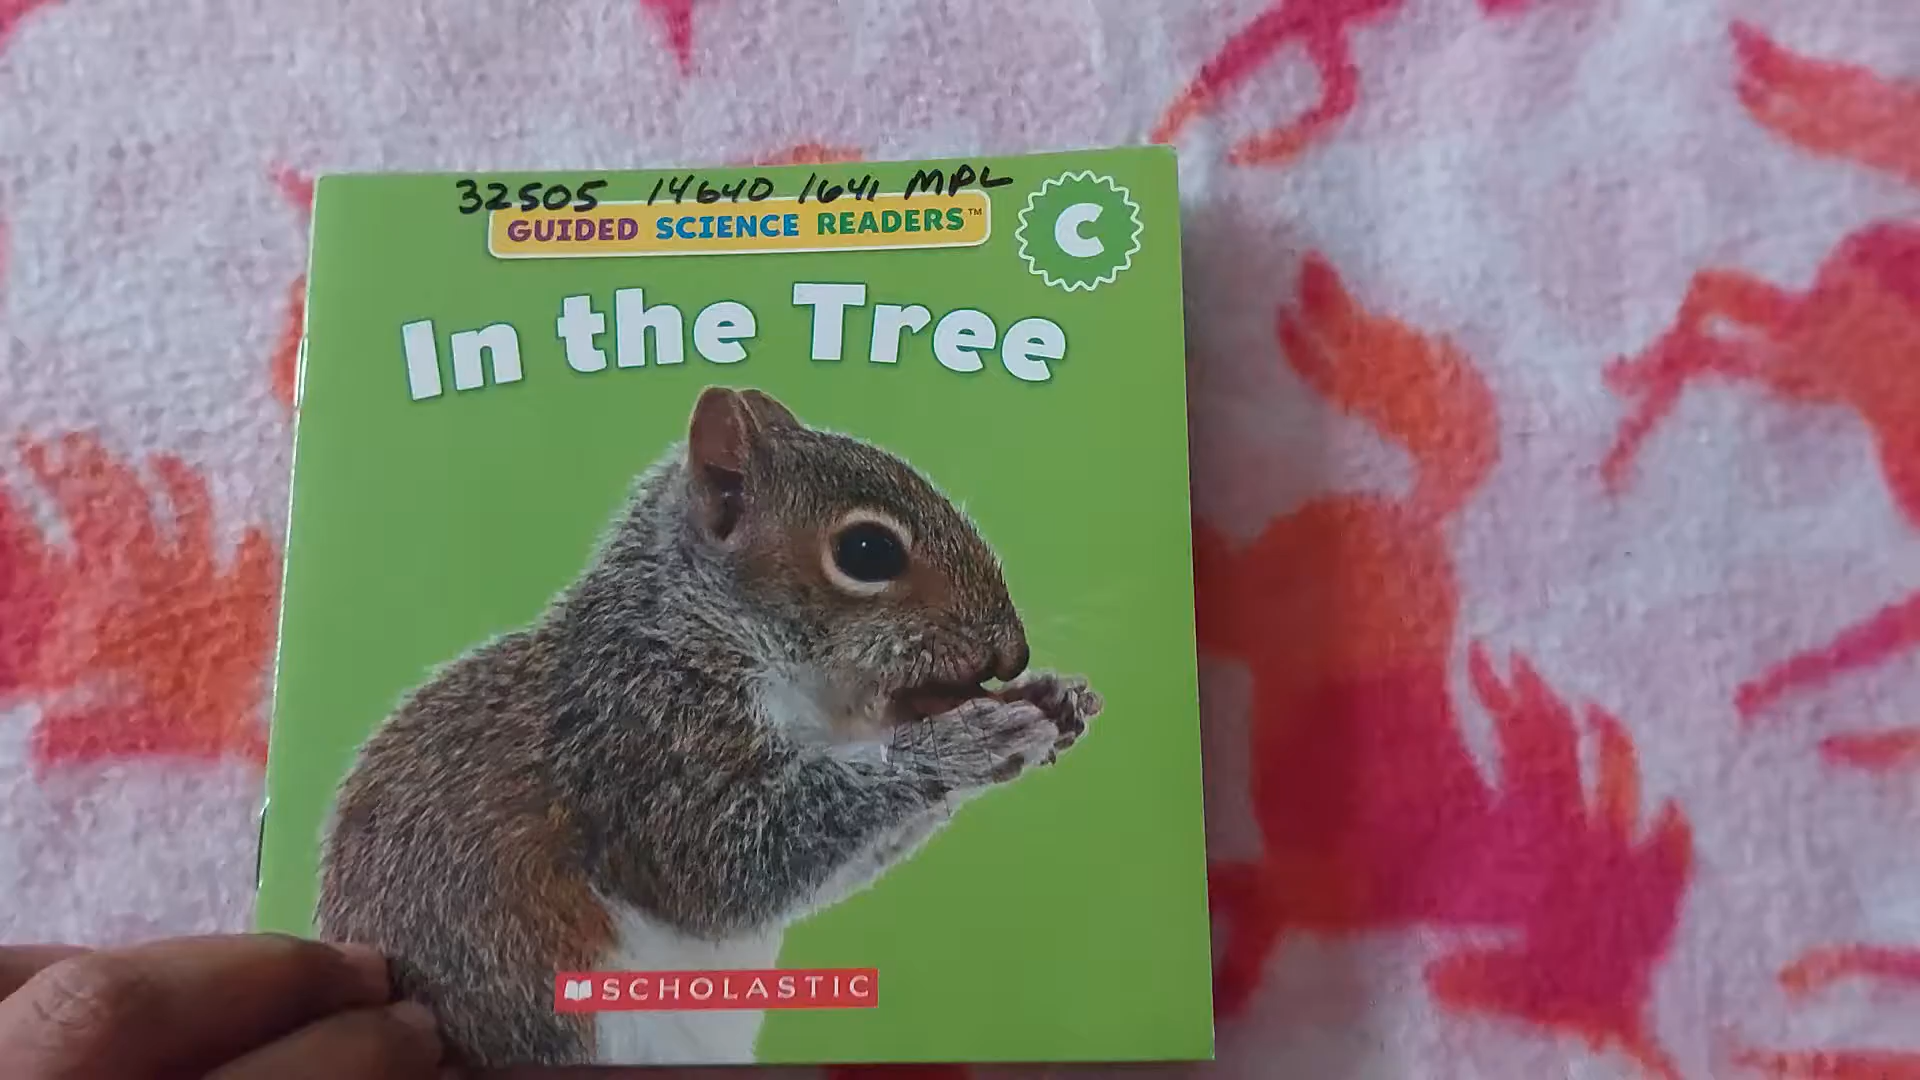 32505 14640 1641 MPL
GUIDED SCIENCE READERS™
C
In the Tree
SCHOLASTIC